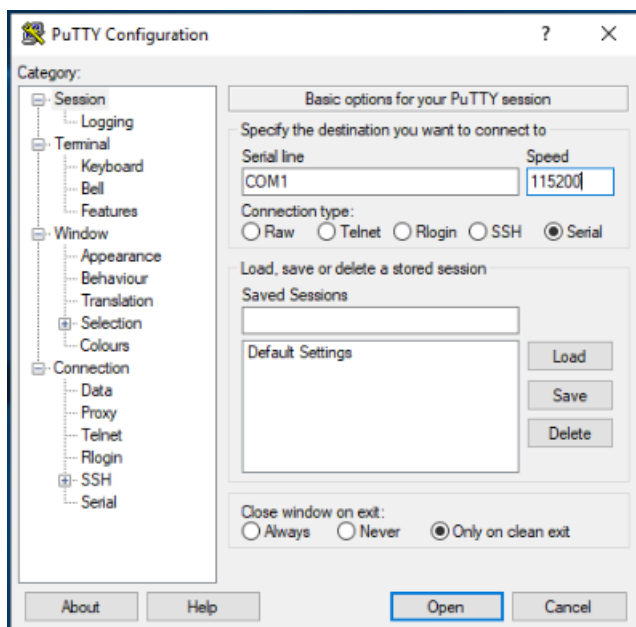 PuTTY Configuration
? ×
Category:
Session
Logging
Terminal
Keyboard
Bell
Features
Window
Appearance
Behaviour
Translation
Selection
Colours
Connection
Data
Proxy
Telnet
Rlogin
SSH
Serial
Basic options for your PuTTY session
Specify the destination you want to connect to
Serial line Speed
COM1 115200
Connection type:
Raw Telnet Rlogin SSH Serial
Load, save or delete a stored session
Saved Sessions
Default Settings
Load
Save
Delete
Close window on exit:
Always Never Only on clean exit
About Help Open Cancel